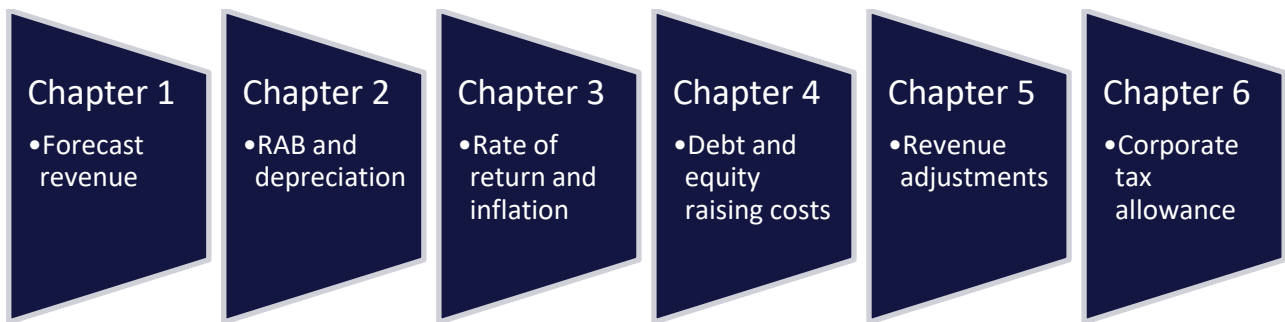 Chapter 1
•Forecast
revenue
Chapter 2
•RAB and
depreciation
Chapter 3
•Rate of
return and
inflation
Chapter 4
•Debt and
equity
raising costs
Chapter 5
•Revenue
adjustments
Chapter 6
•Corporate
tax
allowance